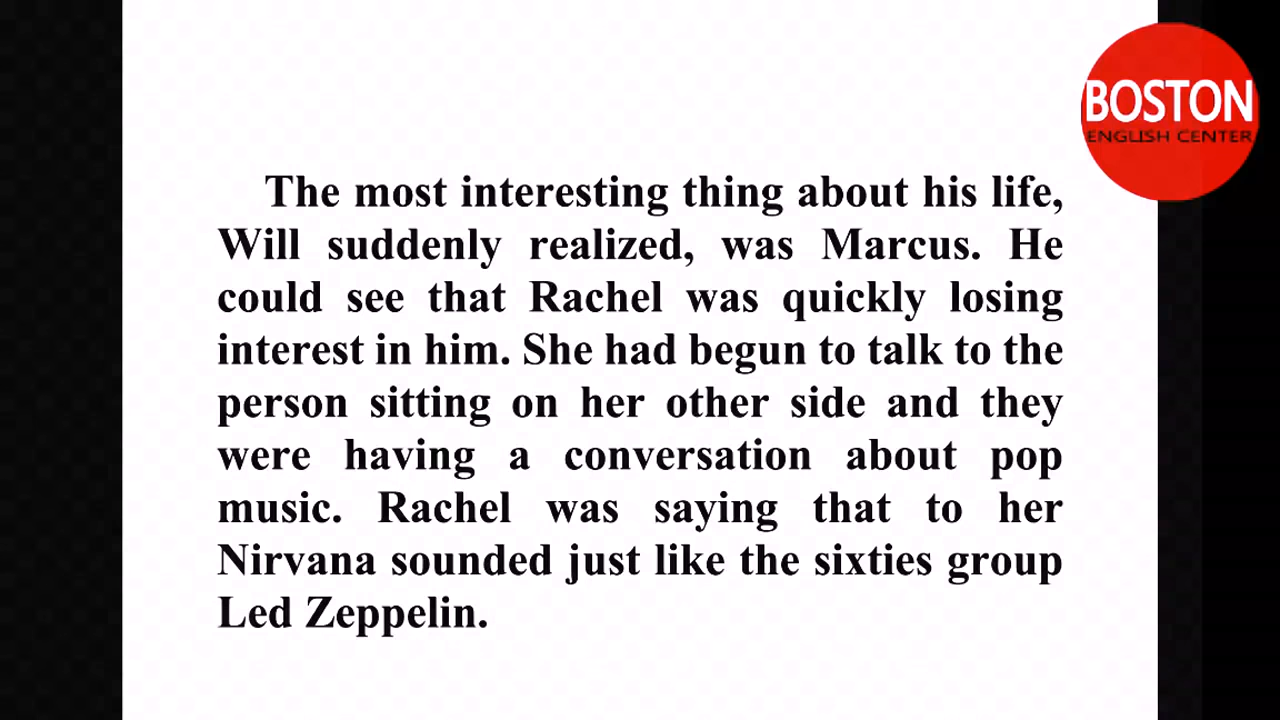 BOSTON
ENGLISH CENTER
The most interesting thing about his life,
Will suddenly realized, was Marcus. He
could see that Rachel was quickly losing
interest in him. She had begun to talk to the
person sitting on her other side and they
were having a conversation about pop
music. Rachel was saying that to her
Nirvana sounded just like the sixties group
Led Zeppelin.